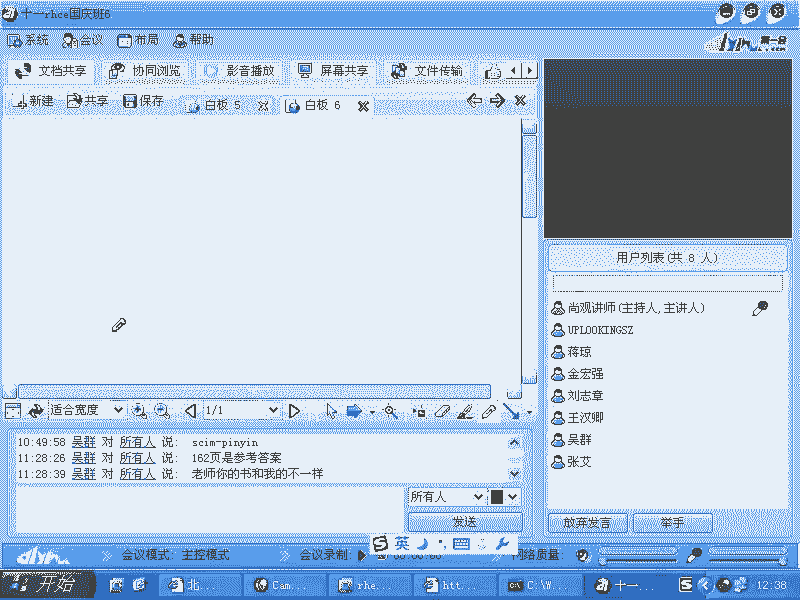 十一rhce国庆班6
系统 会议 布局 帮助
文档共享 协同浏览 影音播放 屏幕共享 文件传输
新建 共享 保存 白板 5 白板 6
用户列表(共 8 人)
尚观讲师(主持人,主讲人)
UPLOOKINGSZ
蒋琼
金宏强
刘志章
王汉卿
吴群
张艾
适合宽度 1/1
10:49:58 吴群 对 所有人 说: scim-pinyin
11:28:26 吴群 对 所有人 说: 162页是参考答案
11:28:39 吴群 对 所有人 说: 老师你的书和我的不一样
所有人
发送
放弃发言 举手
英
会议模式: 主控模式 会议录制: 网络质量:
开始 北... Cam... rhe... htt... C:\W... 十一... 12:38